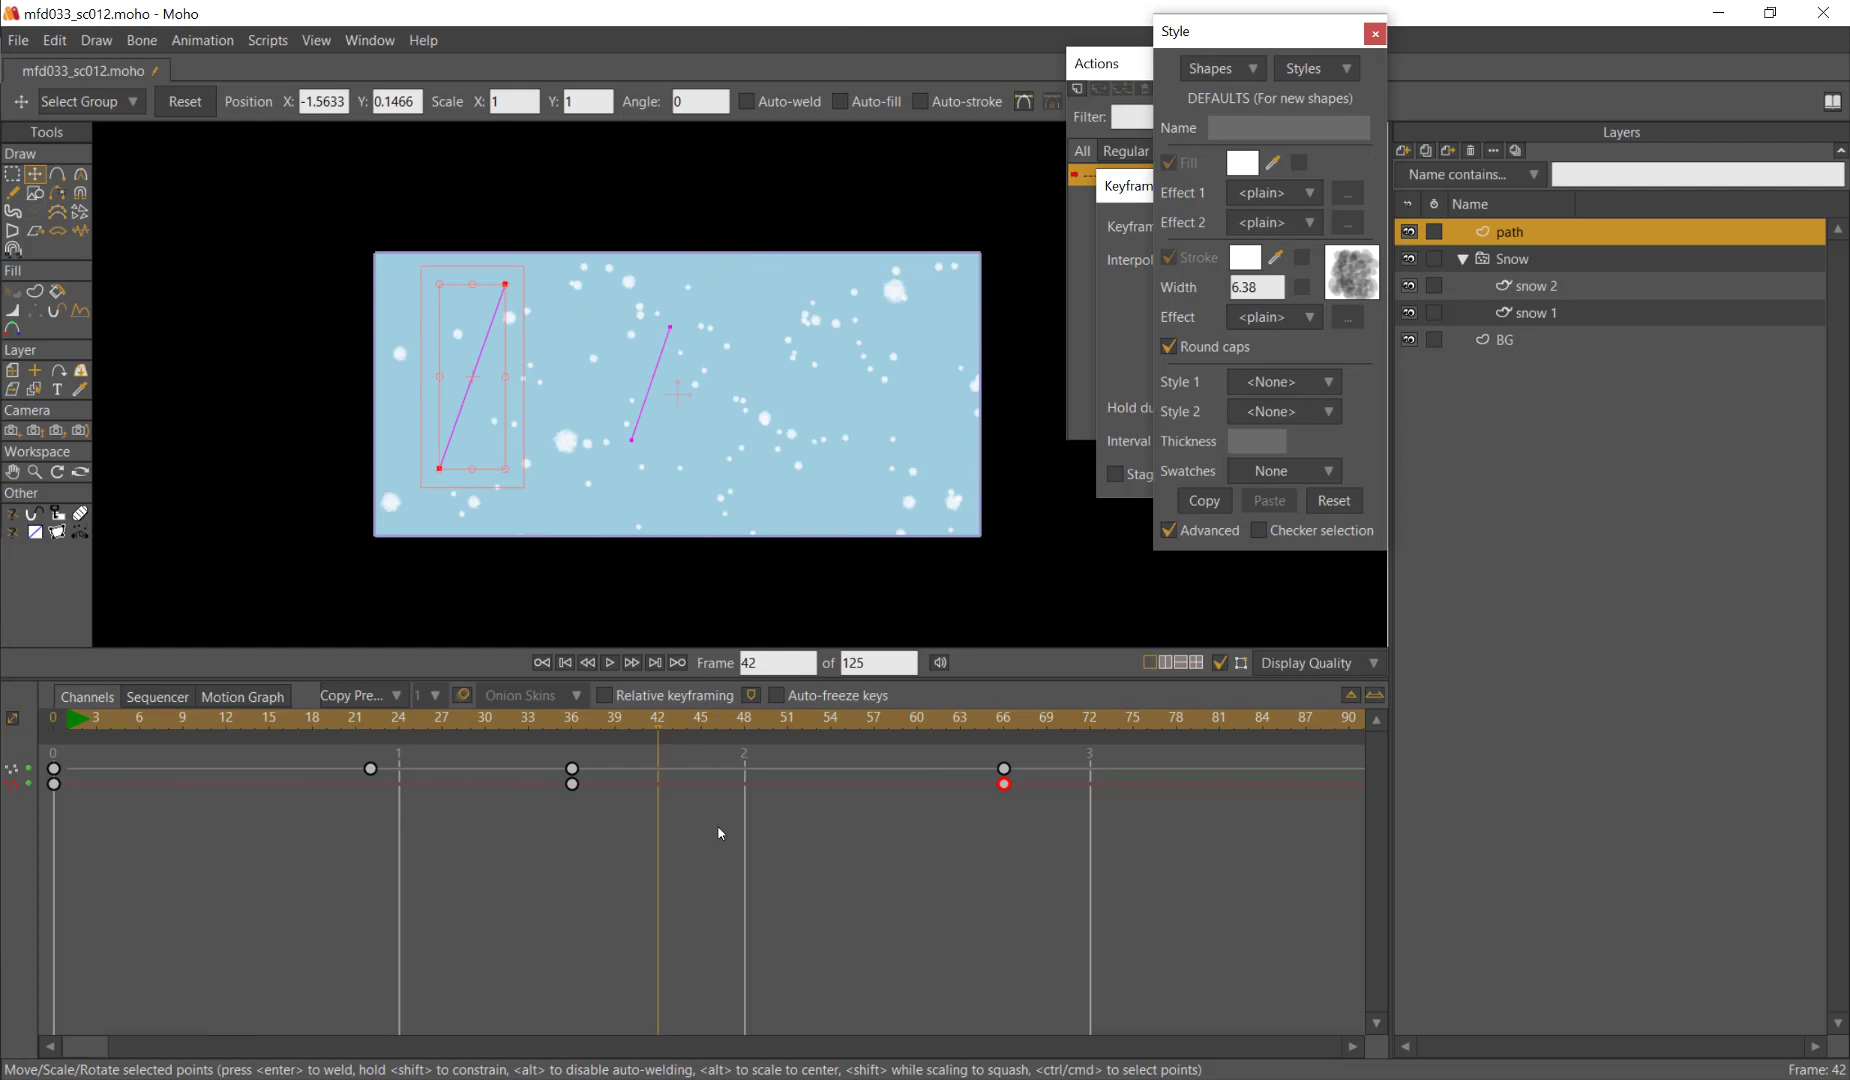 mfd033_sc012.moho - Moho
File Edit Draw Bone Animation Scripts View Window Help
mfd033_sc012.moho
Select Group Reset Position X: -1.5633 Y: 0.1466 Scale X: 1 Y: 1 Angle: 0 Auto-weld Auto-fill Auto-stroke
Tools
Draw
Fill
Layer
T
Camera
Workspace
Other
Actions
Filter:
All Regular
Keyfram
Keyfram
Interpol
Hold du
Interval
Stag
Style
Shapes Styles
DEFAULTS (For new shapes)
Name
Fill
Effect 1 <plain> ...
Effect 2 <plain> ...
Stroke
Width 6.38
Effect <plain> ...
Round caps
Style 1 <None>
Style 2 <None>
Thickness
Swatches None
Copy Paste Reset
Advanced Checker selection
Layers
Name contains...
Name
path
Snow
snow 2
snow 1
BG
Frame 42 of 125 Display Quality
Channels Sequencer Motion Graph Copy Pre... 1 Onion Skins Relative keyframing Auto-freeze keys
0 3 6 9 12 15 18 21 24 27 30 33 36 39 42 45 48 51 54 57 60 63 66 69 72 75 78 81 84 87 90
0 1 2 3
Move/Scale/Rotate selected points (press <enter> to weld, hold <shift> to constrain, <alt> to disable auto-welding, <alt> to scale to center, <shift> while scaling to squash, <ctrl/cmd> to select points) Frame: 42